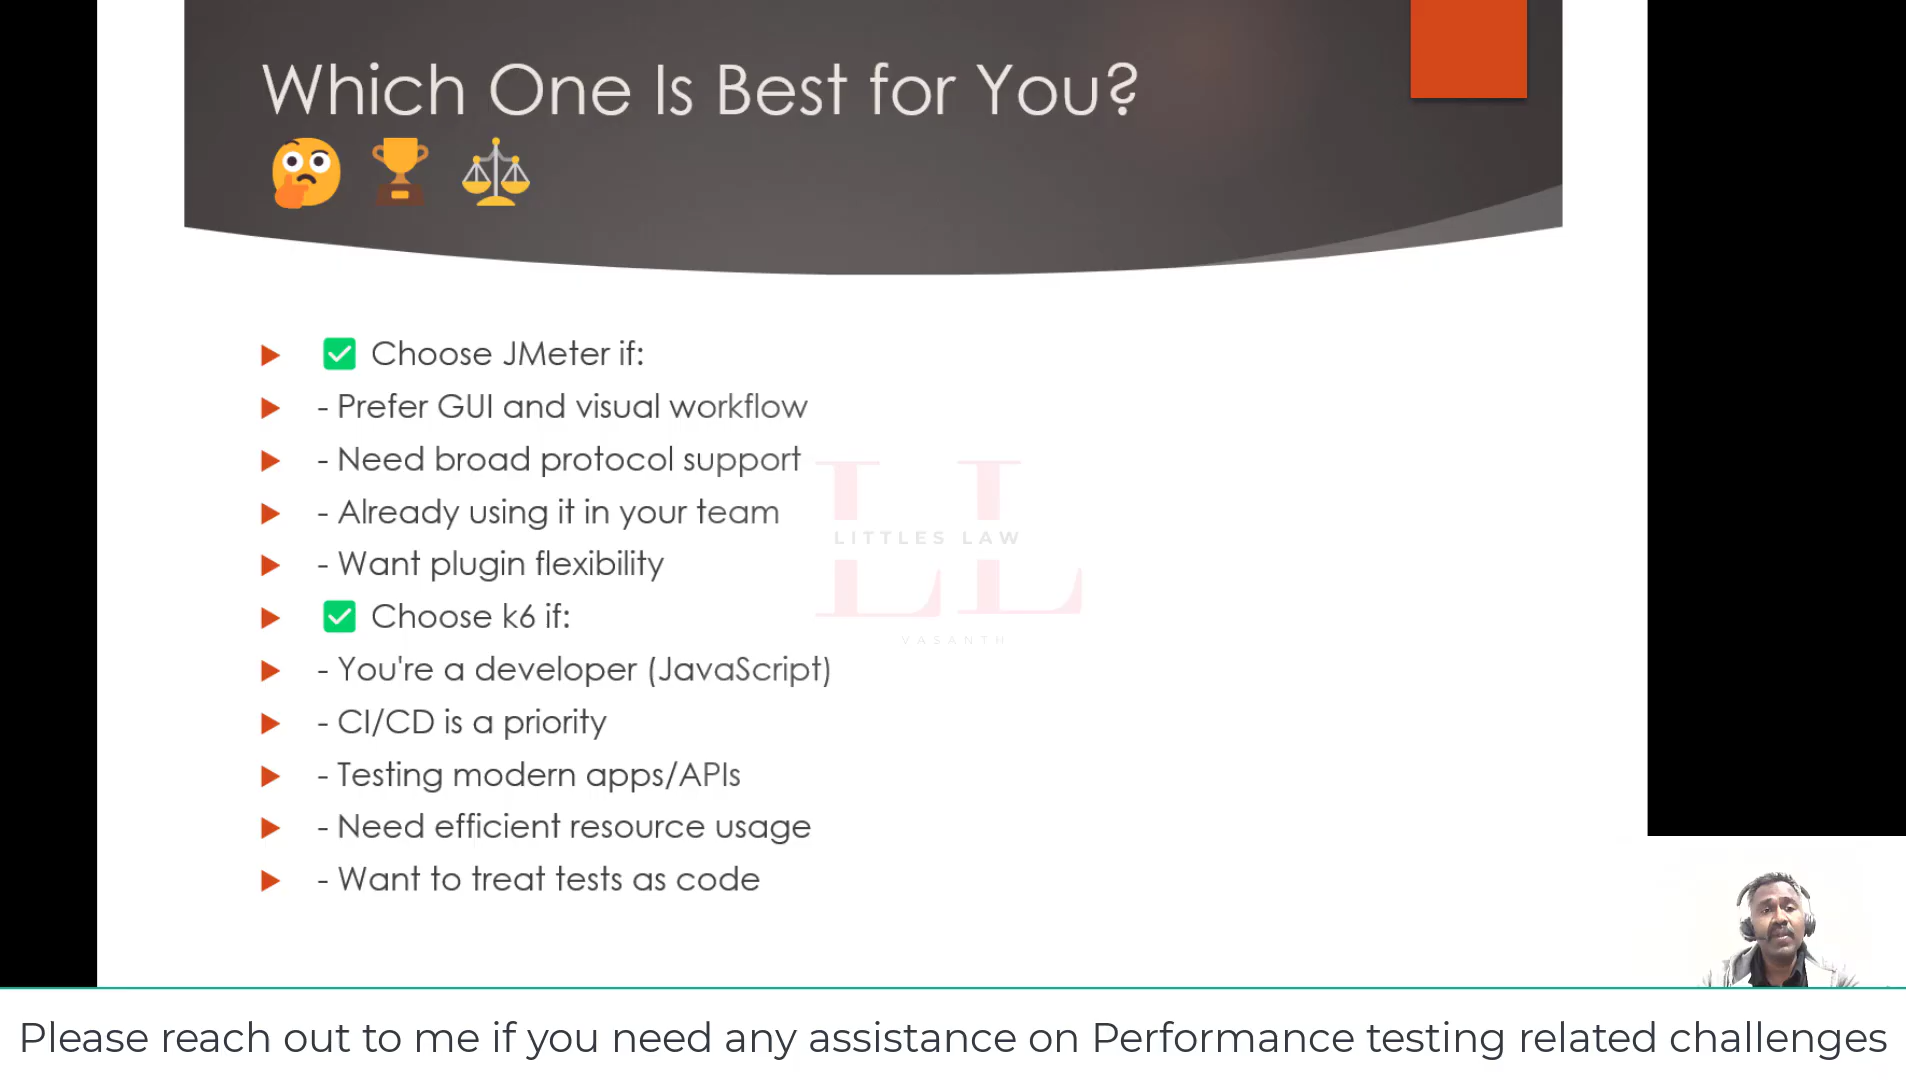 Which One Is Best for You?
🤔 🏆 ⚖️
✅ Choose JMeter if:
- Prefer GUI and visual workflow
- Need broad protocol support
- Already using it in your team
- Want plugin flexibility
✅ Choose k6 if:
- You're a developer (JavaScript)
- CI/CD is a priority
- Testing modern apps/APIs
- Need efficient resource usage
- Want to treat tests as code
LL
LITTLES LAW
VASANTH
Please reach out to me if you need any assistance on Performance testing related challenges